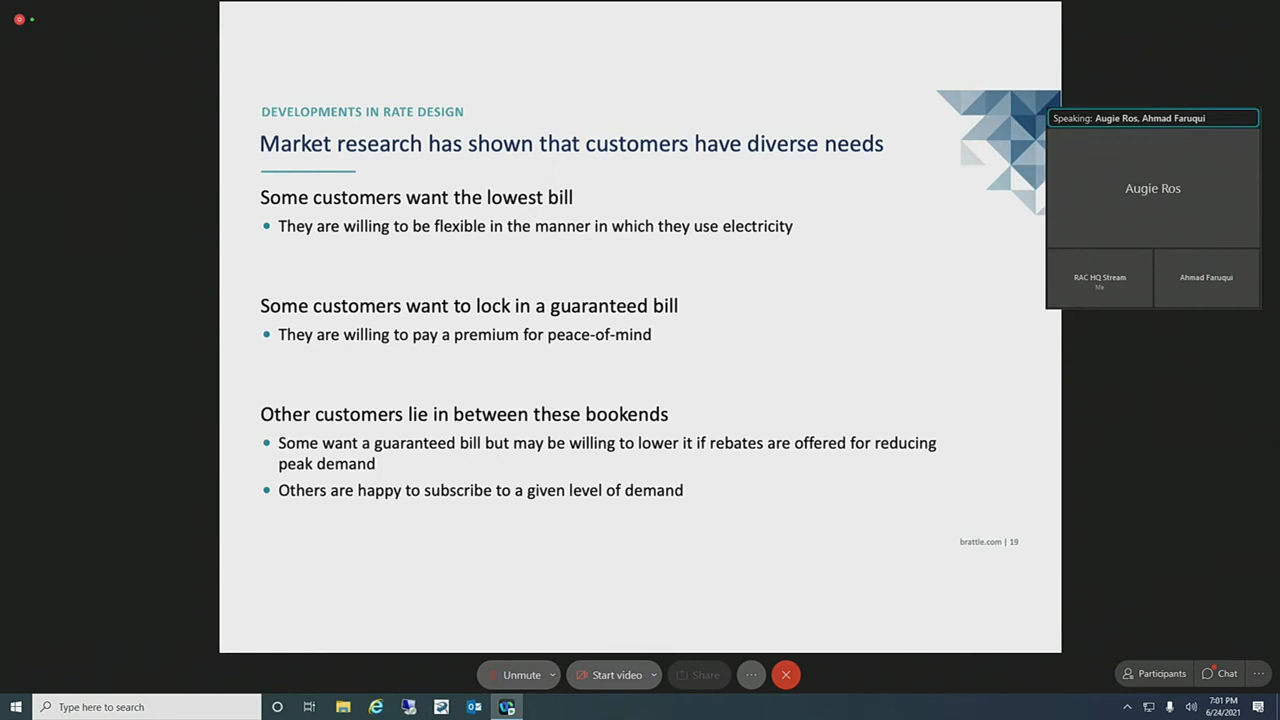 DEVELOPMENTS IN RATE DESIGN
Market research has shown that customers have diverse needs
Some customers want the lowest bill
• They are willing to be flexible in the manner in which they use electricity
Some customers want to lock in a guaranteed bill
• They are willing to pay a premium for peace-of-mind
Other customers lie in between these bookends
• Some want a guaranteed bill but may be willing to lower it if rebates are offered for reducing
peak demand
• Others are happy to subscribe to a given level of demand
brattle.com | 19
Speaking: Augie Ros, Ahmad Faruqui
Augie Ros
RAC HQ Stream
Me
Ahmad Faruqui
Unmute
Start video
Share
Participants
Chat
Type here to search
7:01 PM
6/24/2021